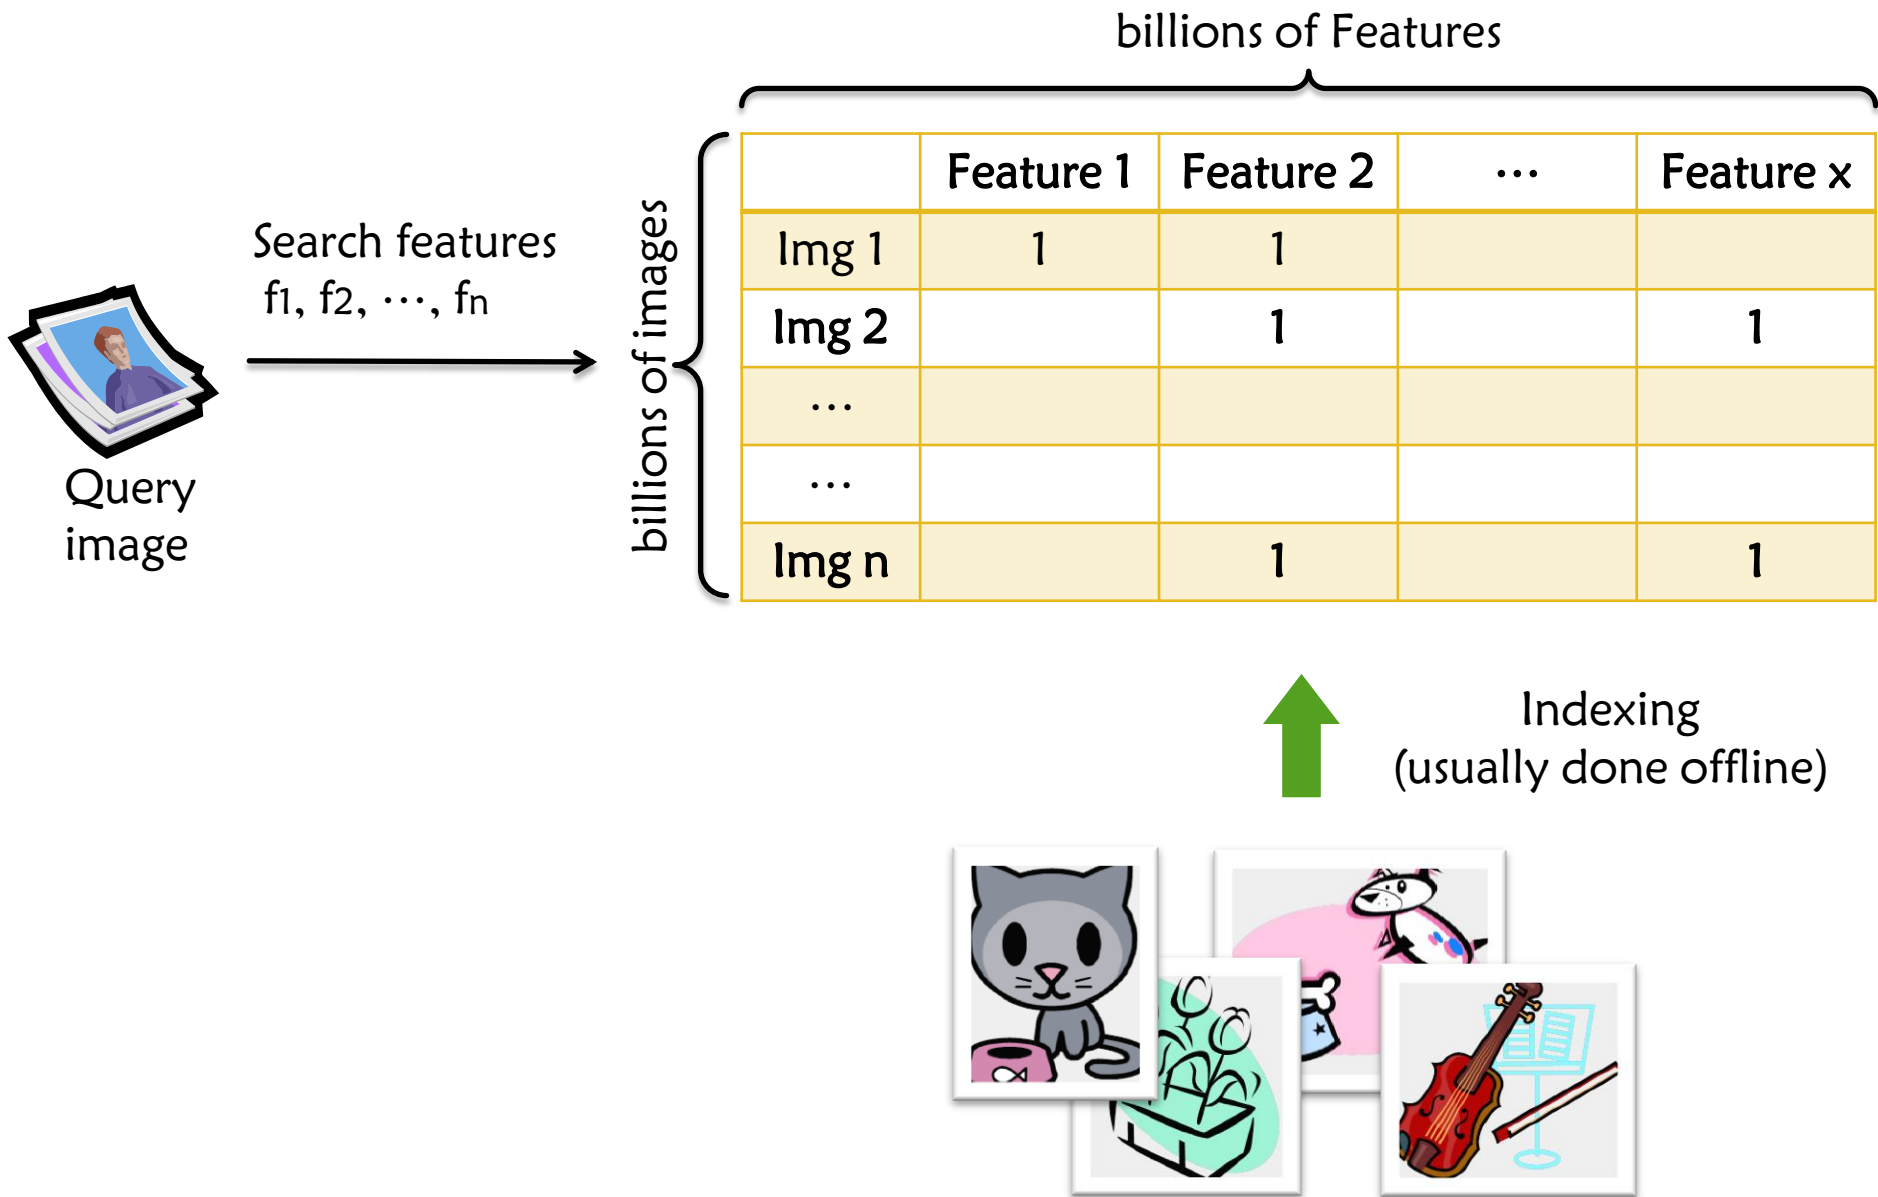 billions of Features
billions of images
Feature 1 Feature 2 ... Feature x
Img 1 1 1
Img 2 1 1
...
...
Img n 1 1
Search features
f1, f2, ..., fn
Query
image
Indexing
(usually done offline)